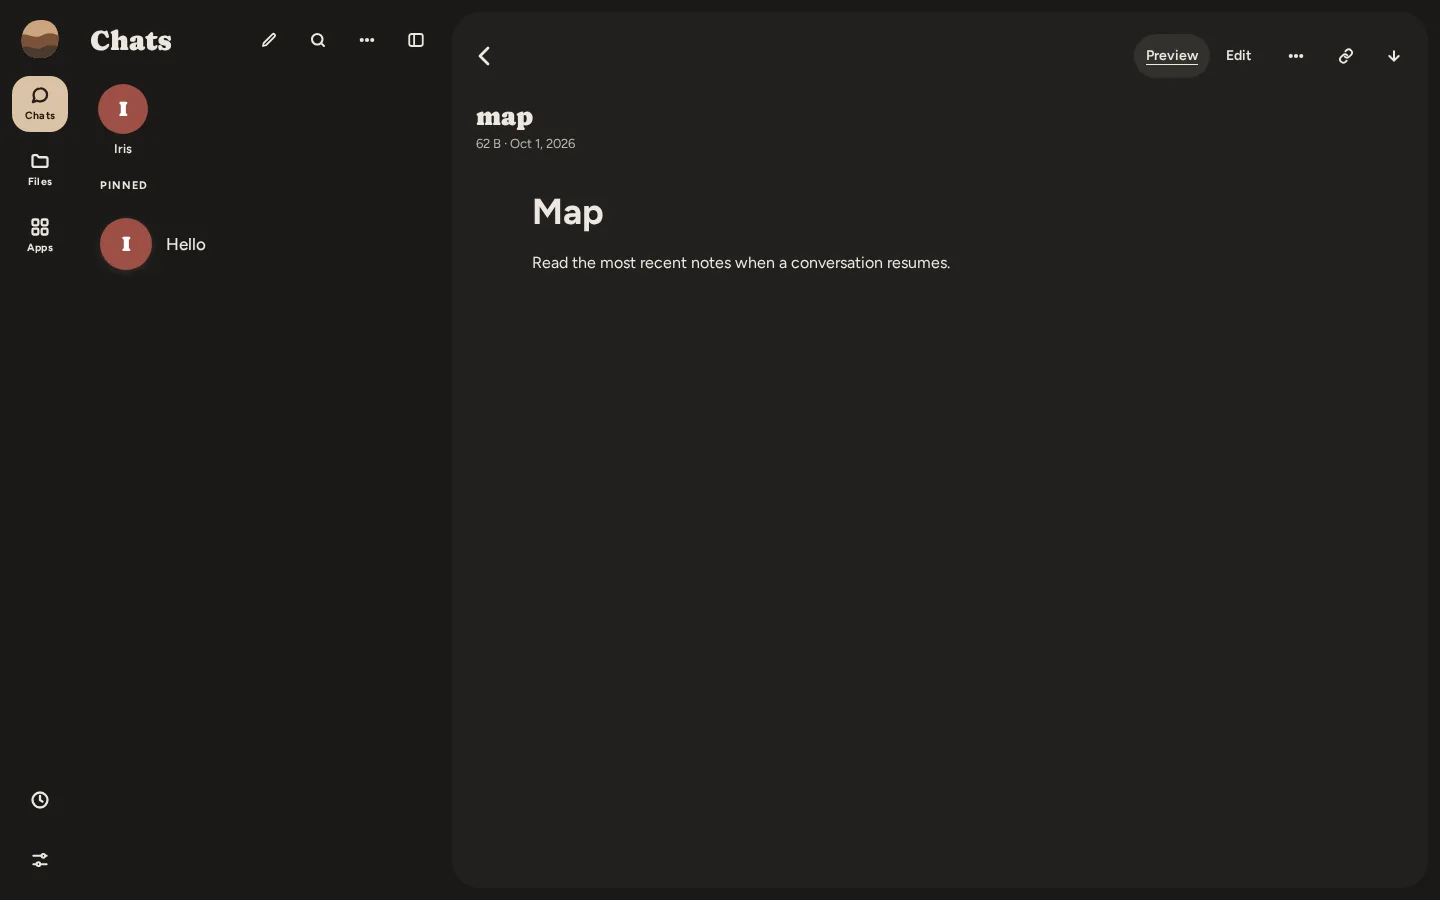 Chats
Chats
Files
Apps
I
Iris
PINNED
I
Hello
Preview
Edit
map
62 B · Oct 1, 2026
Map
Read the most recent notes when a conversation resumes.